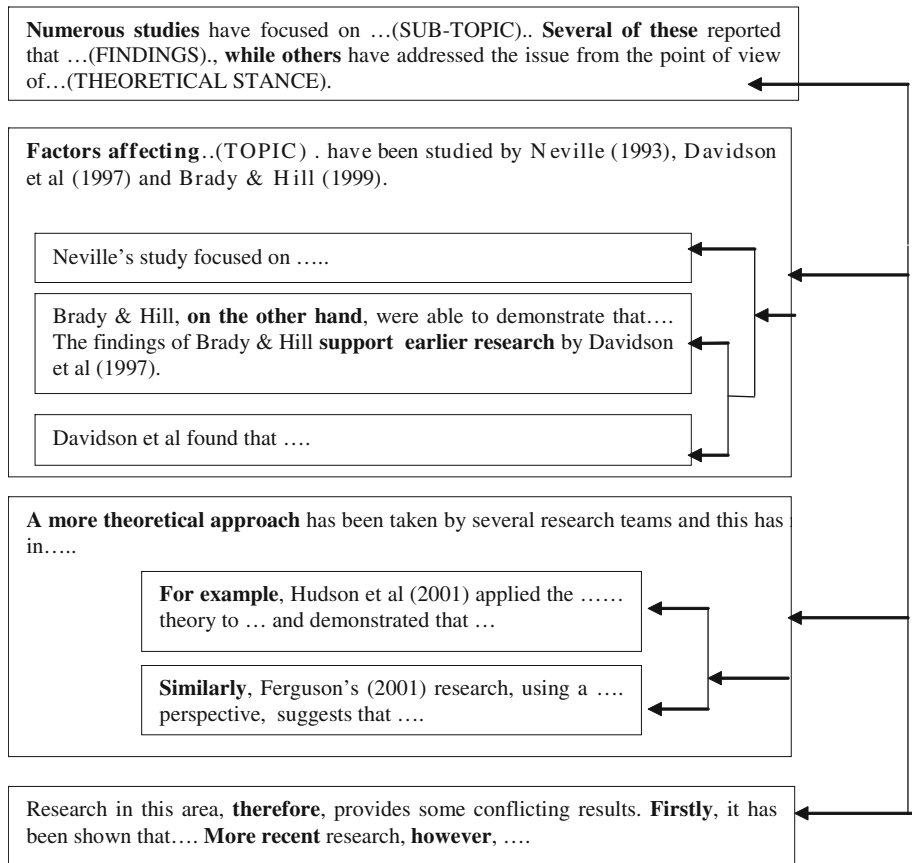 Numerous studies have focused on …(SUB-TOPIC).. Several of these reported
that …(FINDINGS)., while others have addressed the issue from the point of view
of…(THEORETICAL STANCE).
Factors affecting..(TOPIC) . have been studied by Neville (1993), Davidson
et al (1997) and Brady & Hill (1999).
Neville’s study focused on …..
Brady & Hill, on the other hand, were able to demonstrate that….
The findings of Brady & Hill support earlier research by Davidson
et al (1997).
Davidson et al found that ….
A more theoretical approach has been taken by several research teams and this has
in…..
For example, Hudson et al (2001) applied the ……
theory to … and demonstrated that …
Similarly, Ferguson’s (2001) research, using a ….
perspective, suggests that ….
Research in this area, therefore, provides some conflicting results. Firstly, it has
been shown that…. More recent research, however, ….